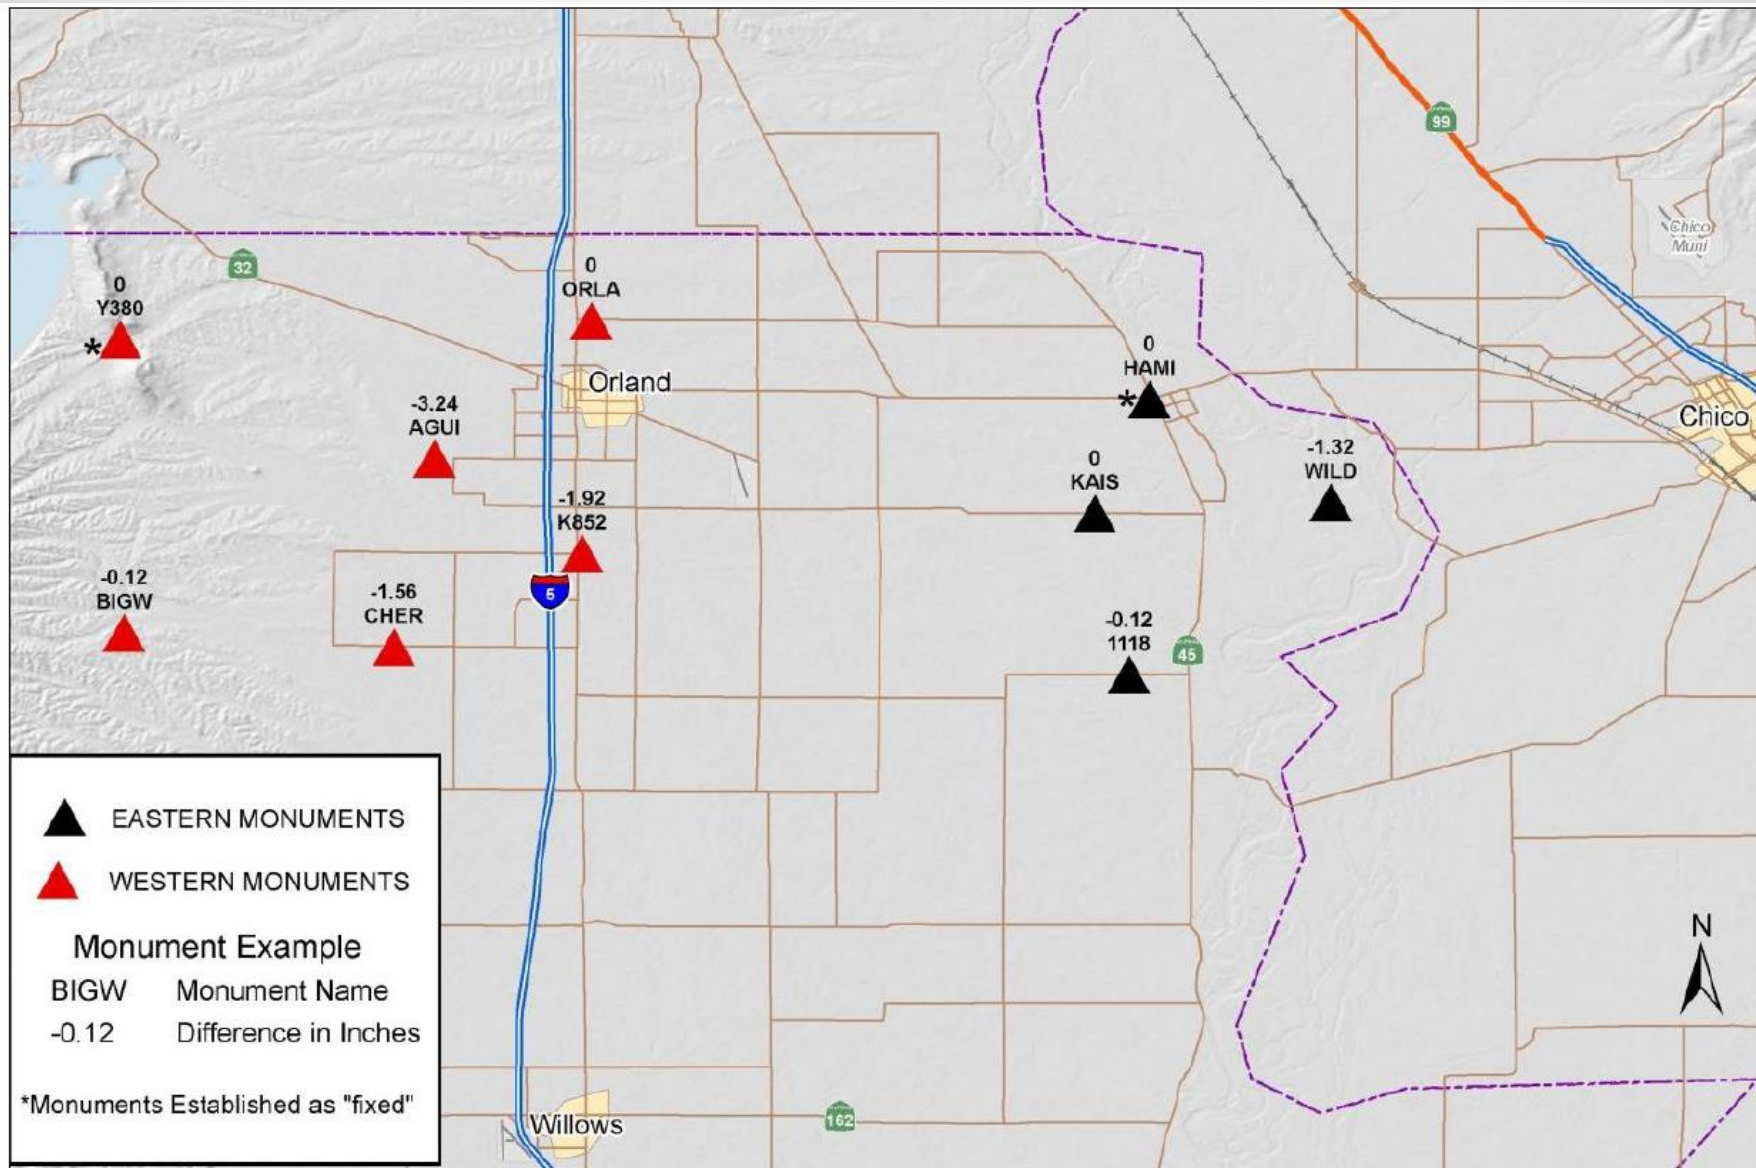 99
Chico
Muni
32
0
Y380
*
0
ORLA
Orland
0
HAMI
*
Chico
-3.24
AGUI
-1.32
WILD
0
KAIS
-1.92
K852
-0.12
BIGW
-1.56
CHER
5
-0.12
1118
45
EASTERN MONUMENTS
WESTERN MONUMENTS
Monument Example
BIGW Monument Name
-0.12 Difference in Inches
*Monuments Established as "fixed"
N
Willows
162